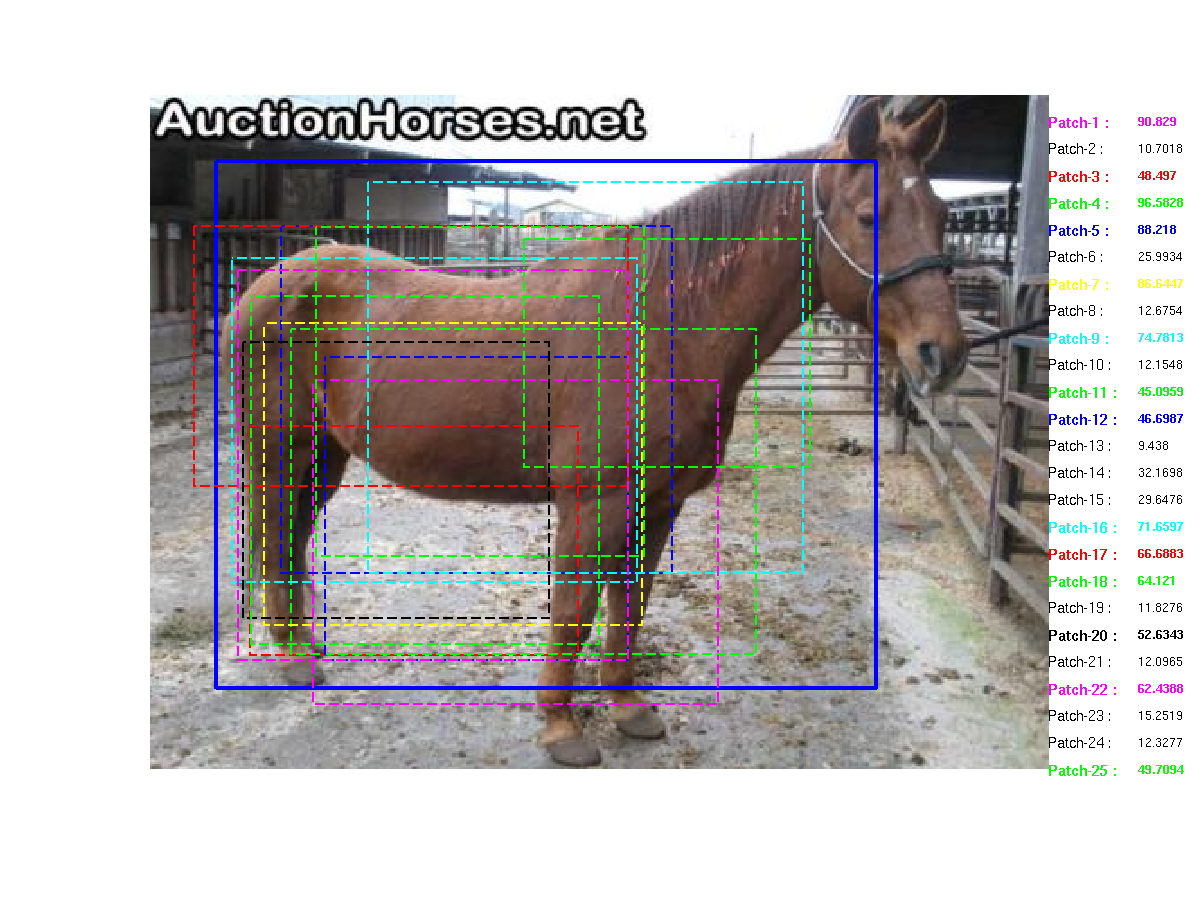 AuctionHorses.net
Patch-1 : 90.829
Patch-2 : 10.7018
Patch-3 : 48.497
Patch-4 : 96.5828
Patch-5 : 88.218
Patch-6 : 25.9934
Patch-7 : 86.6447
Patch-8 : 12.6754
Patch-9 : 74.7813
Patch-10 : 12.1548
Patch-11 : 45.0959
Patch-12 : 46.6987
Patch-13 : 9.438
Patch-14 : 32.1698
Patch-15 : 29.6476
Patch-16 : 71.6597
Patch-17 : 66.6883
Patch-18 : 64.121
Patch-19 : 11.8276
Patch-20 : 52.6343
Patch-21 : 12.0965
Patch-22 : 62.4388
Patch-23 : 15.2519
Patch-24 : 12.3277
Patch-25 : 49.7094